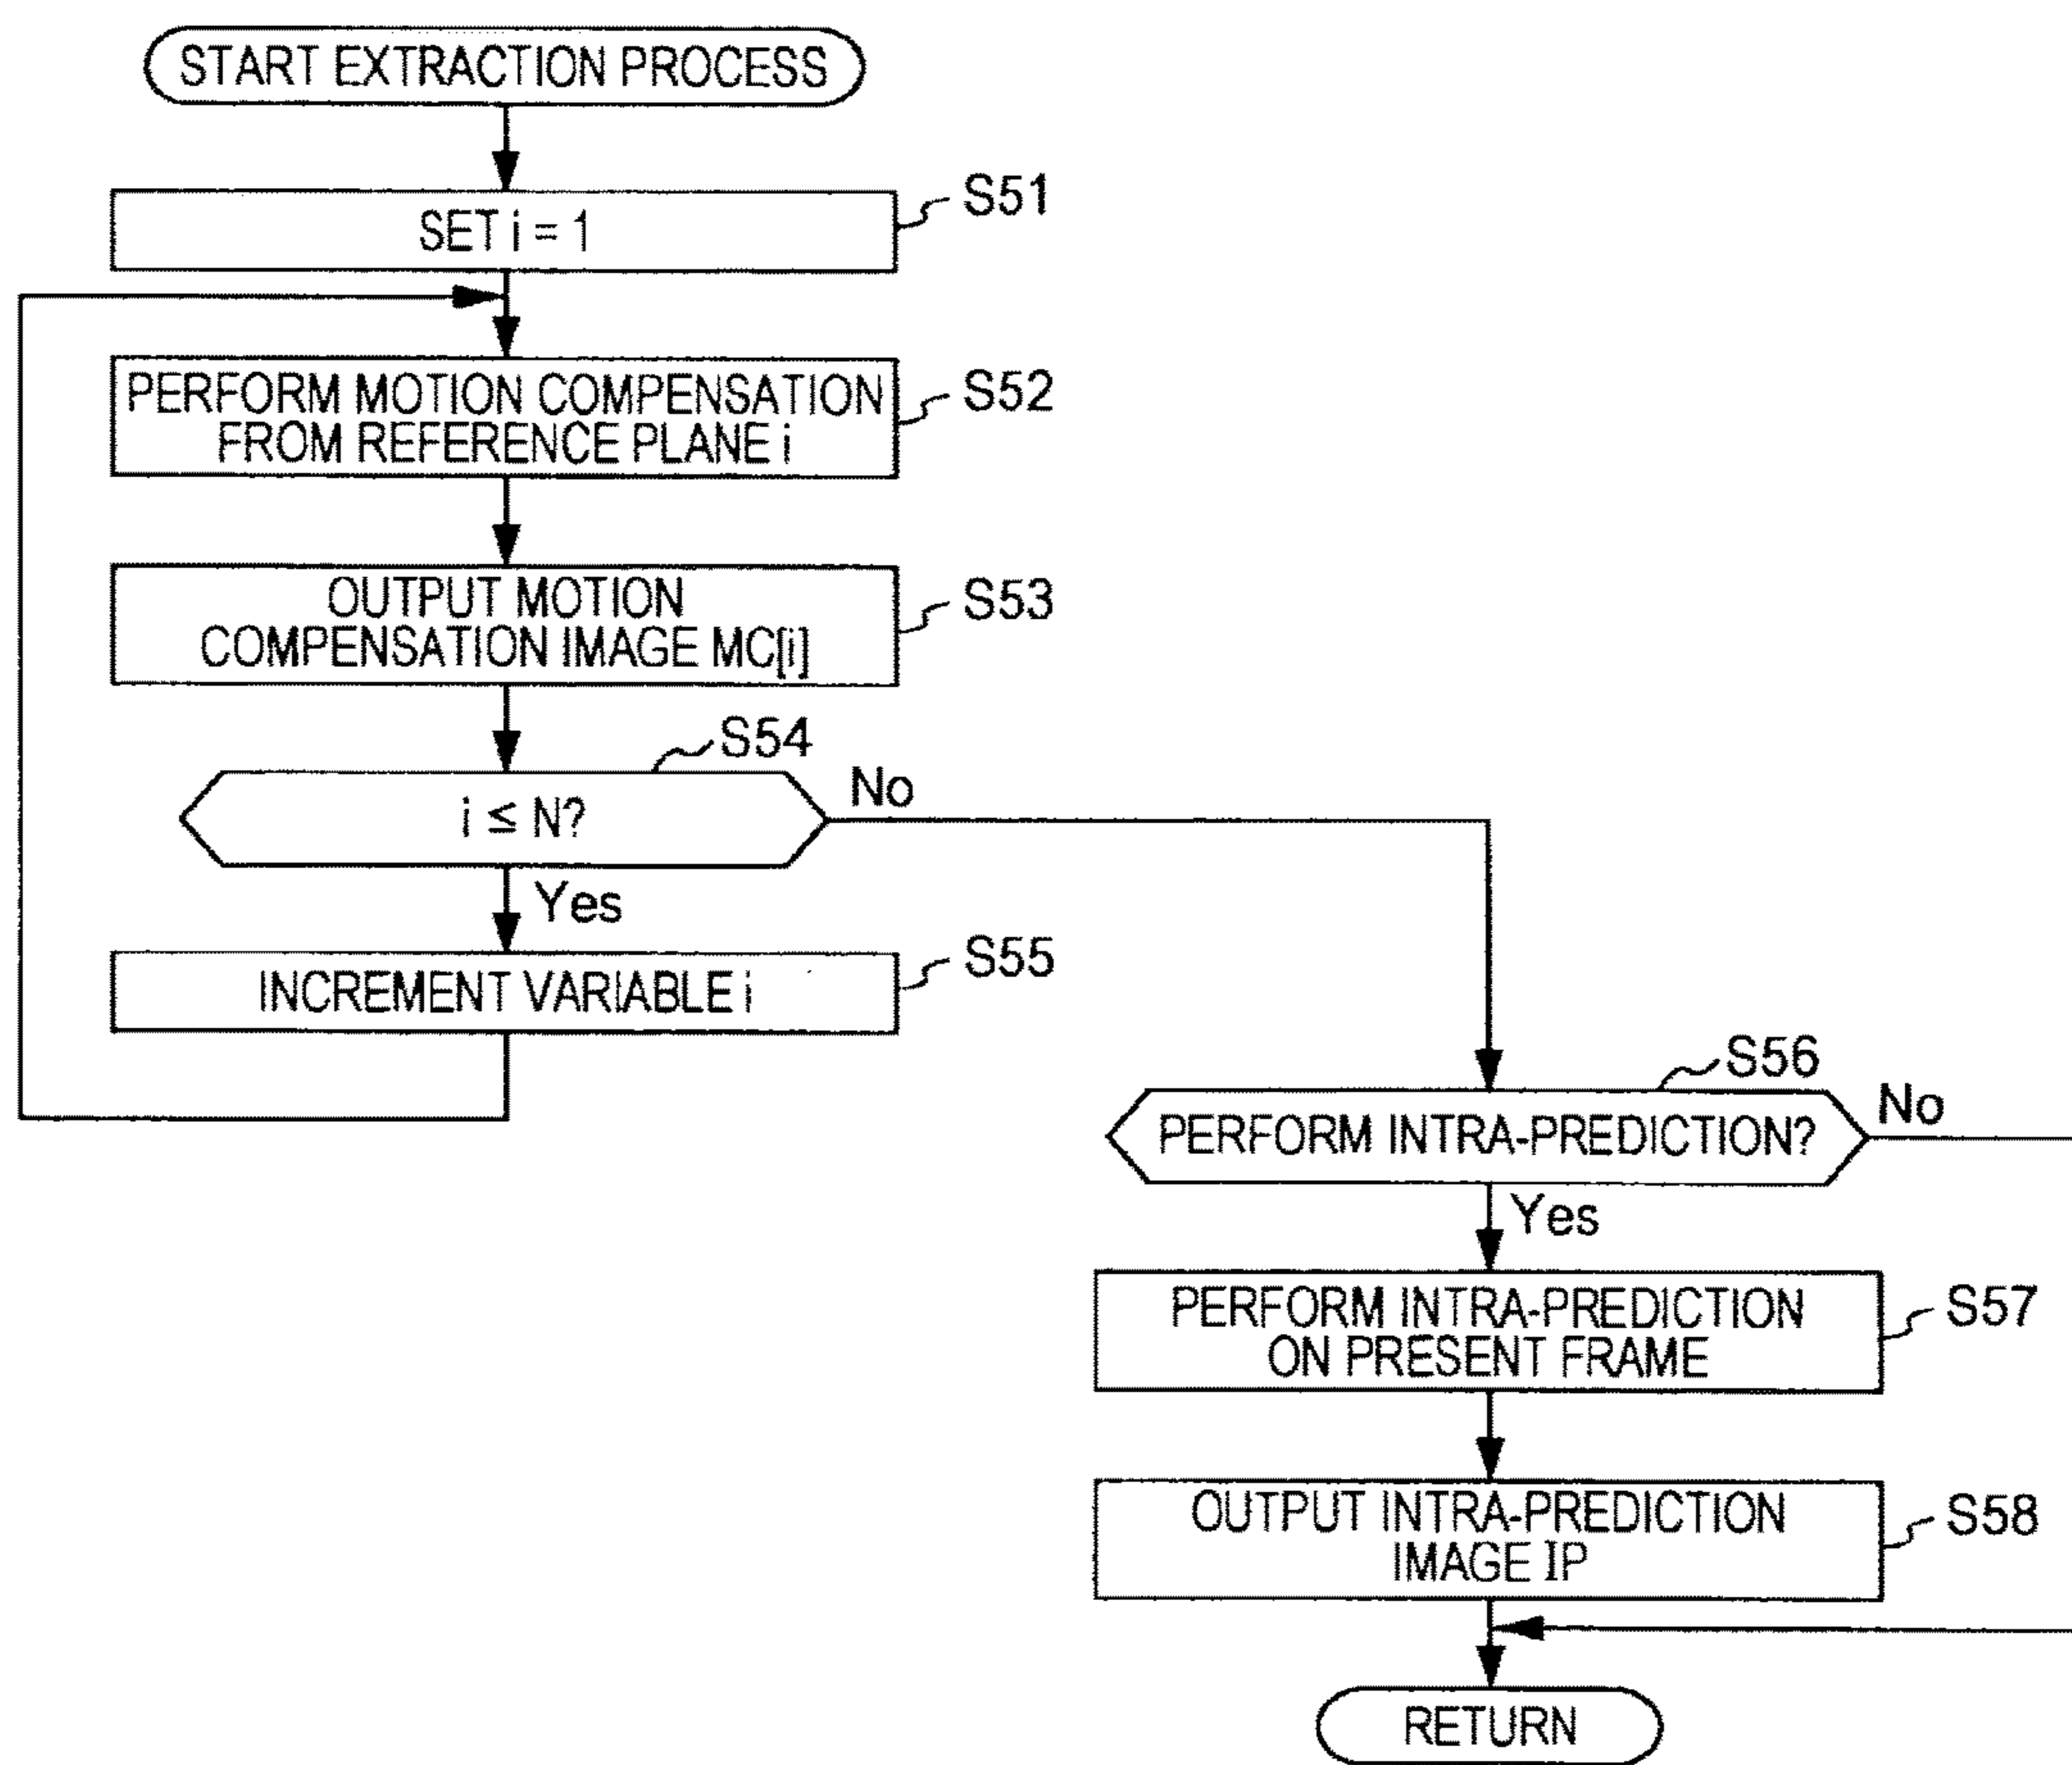 START EXTRACTION PROCESS
S51
SET i = 1
S52
PERFORM MOTION COMPENSATION
FROM REFERENCE PLANE i
S53
OUTPUT MOTION
COMPENSATION IMAGE MC[i]
S54
i ≤ N?
No
Yes
S55
INCREMENT VARIABLE i
S56
PERFORM INTRA-PREDICTION?
No
Yes
S57
PERFORM INTRA-PREDICTION
ON PRESENT FRAME
S58
OUTPUT INTRA-PREDICTION
IMAGE IP
RETURN